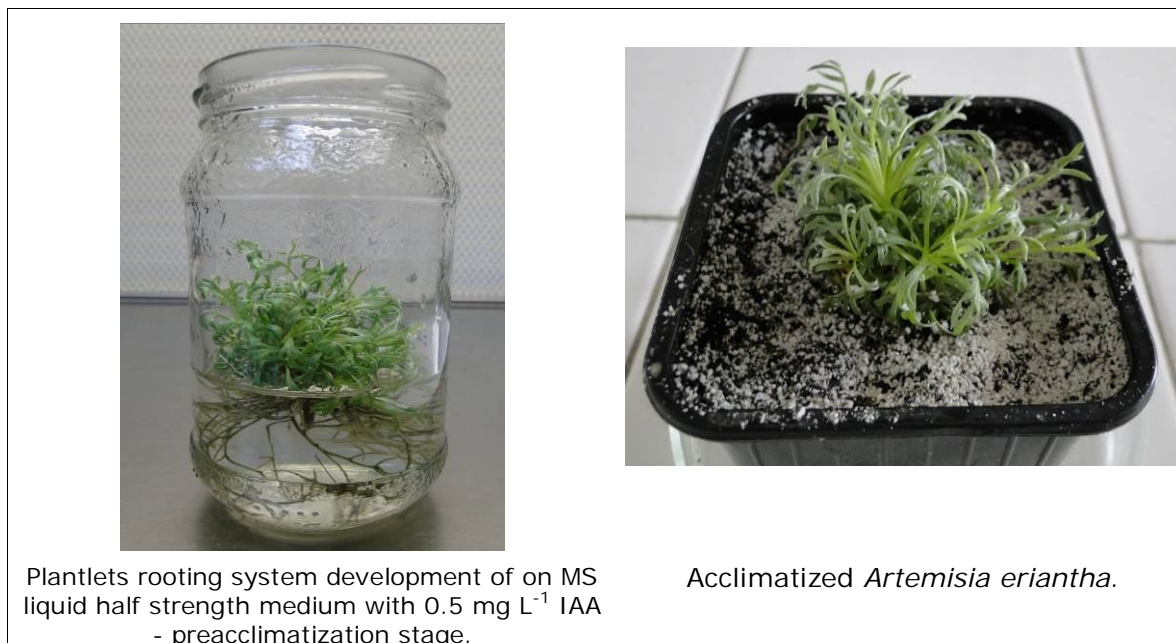 Plantlets rooting system development of on MS
liquid half strength medium with 0.5 mg L⁻¹ IAA
- preacclimatization stage.
Acclimatized Artemisia eriantha.